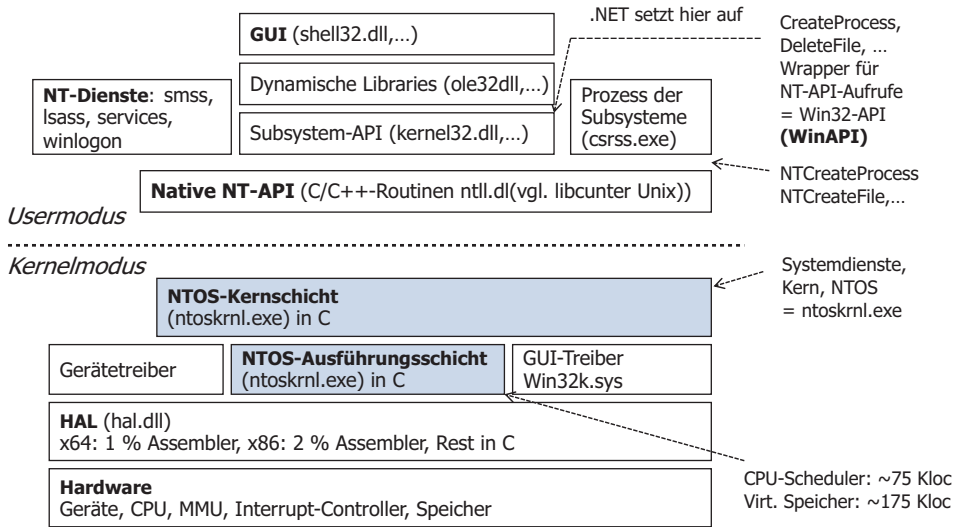 .NET setzt hier auf
GUI (shell32.dll,...)
Dynamische Libraries (ole32dll,...)
Subsystem-API (kernel32.dll,...)
NT-Dienste: smss,
lsass, services,
winlogon
Prozess der
Subsysteme
(csrss.exe)
CreateProcess,
DeleteFile, ...
Wrapper für
NT-API-Aufrufe
= Win32-API
(WinAPI)
Native NT-API (C/C++-Routinen ntll.dl(vgl. libcunter Unix))
NTCreateProcess
NTCreateFile,...
Usermodus
Kernelmodus
NTOS-Kernschicht
(ntoskrnl.exe) in C
Systemdienste,
Kern, NTOS
= ntoskrnl.exe
Gerätetreiber
NTOS-Ausführungsschicht
(ntoskrnl.exe) in C
GUI-Treiber
Win32k.sys
HAL (hal.dll)
x64: 1 % Assembler, x86: 2 % Assembler, Rest in C
Hardware
Geräte, CPU, MMU, Interrupt-Controller, Speicher
CPU-Scheduler: ~75 Kloc
Virt. Speicher: ~175 Kloc